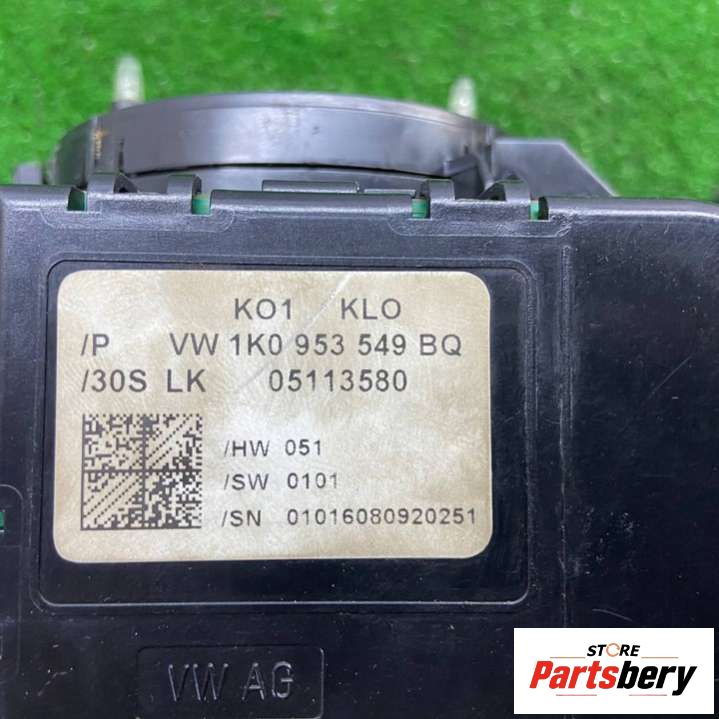 KO1 KLO
/P VW 1K0 953 549 BQ
/30S LK 05113580
/HW 051
/SW 0101
/SN 01016080920251
VW AG
STORE
Partsbery